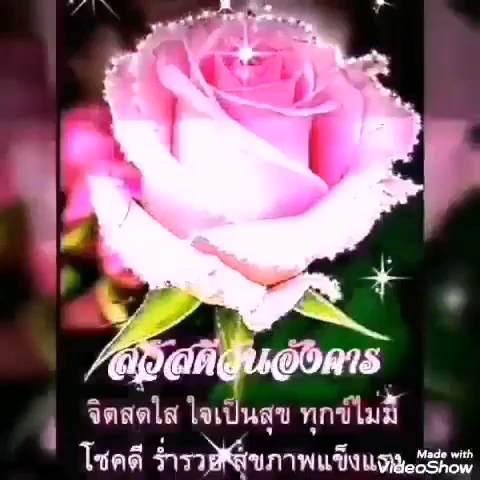 สวัสดีวันอังคาร
จิตสดใส ใจเป็นสุข ทุกข์ไม่มี
โชคดี ร่ำรวย สุขภาพแข็งแรง
Made with
VideoShow